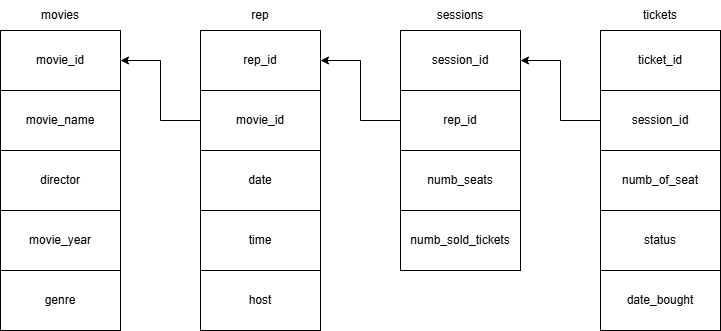 movies
movie_id
movie_name
director
movie_year
genre
rep
rep_id
movie_id
date
time
host
sessions
session_id
rep_id
numb_seats
numb_sold_tickets
tickets
ticket_id
session_id
numb_of_seat
status
date_bought